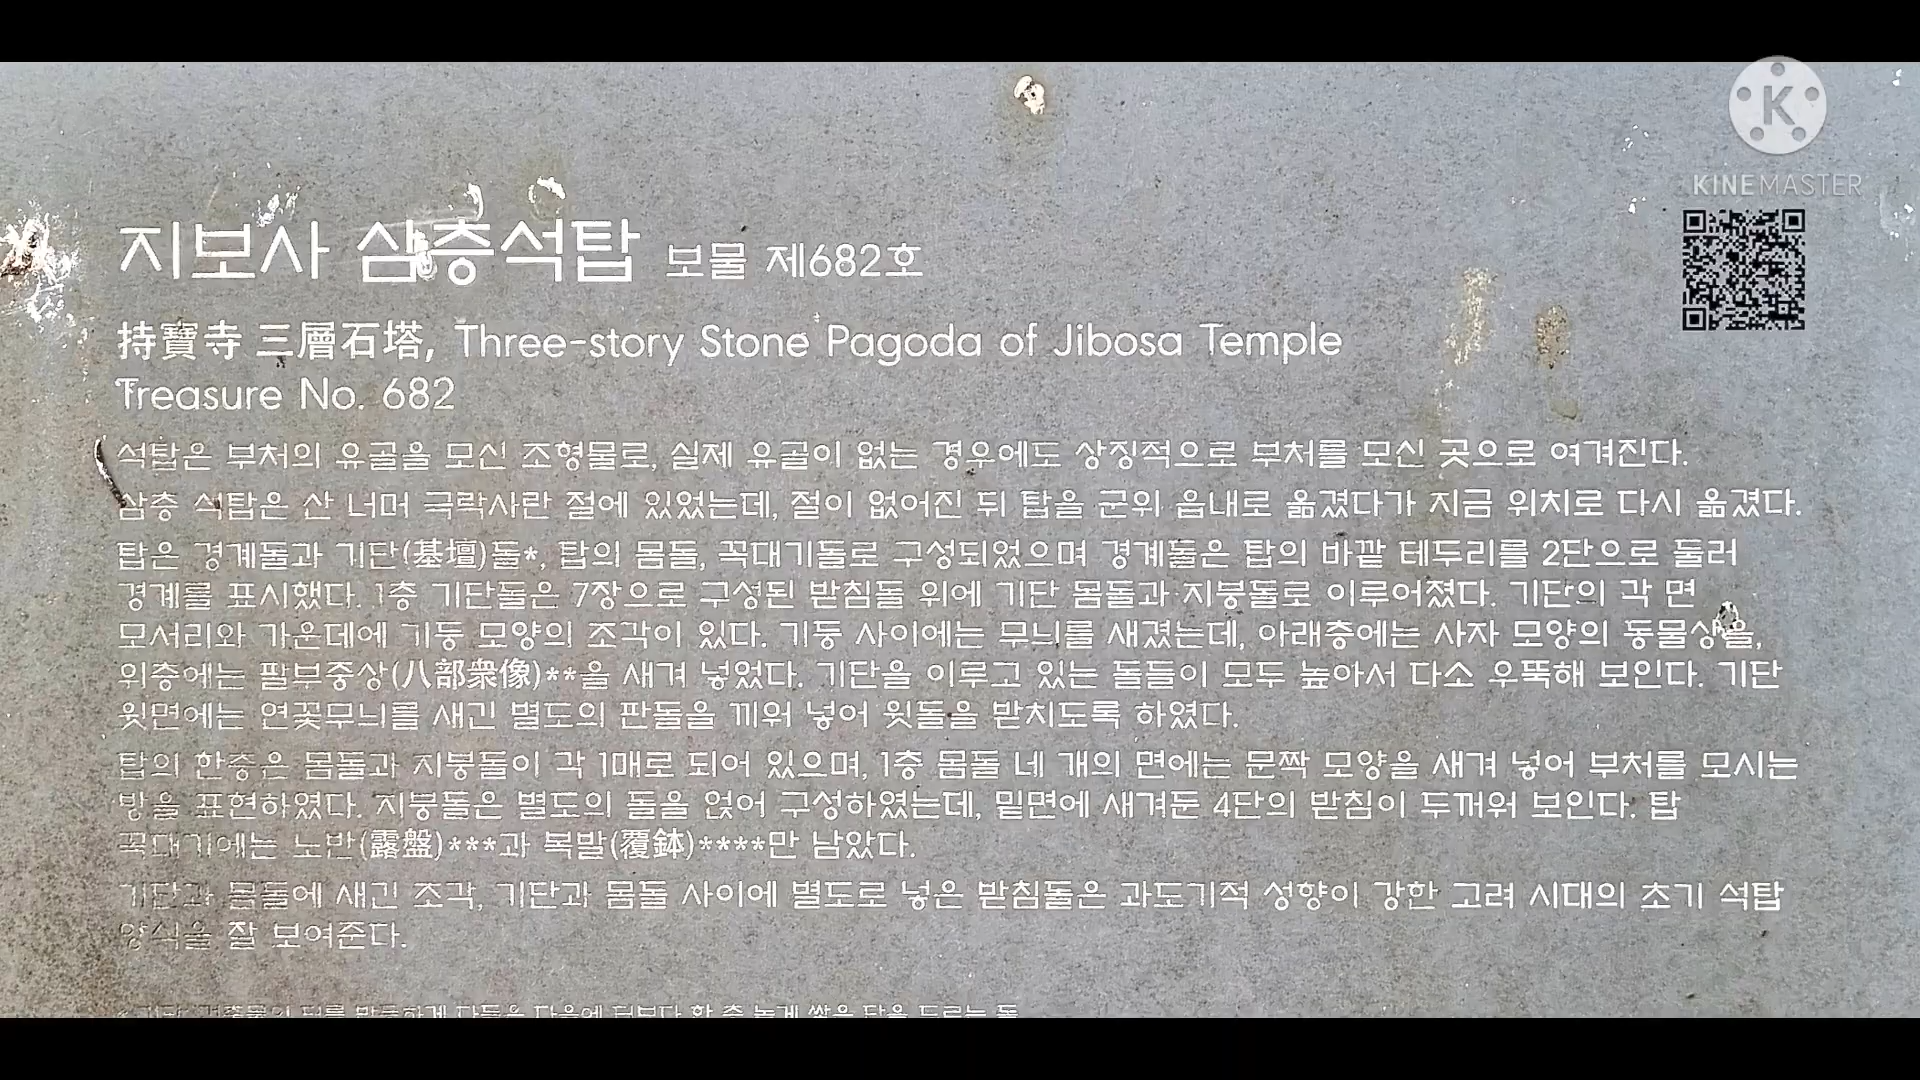 KINEMASTER
지보사 삼층석탑 보물 제682호
持寶寺 三層石塔, Three-story Stone Pagoda of Jibosa Temple
Treasure No. 682
석탑은 부처의 유골을 모신 조형물로, 실제 유골이 없는 경우에도 상징적으로 부처를 모신 곳으로 여겨진다.
삼층 석탑은 산 너머 극락사란 절에 있었는데, 절이 없어진 뒤 탑을 군위 읍내로 옮겼다가 지금 위치로 다시 옮겼다.
탑은 경계돌과 기단(基壇)돌*, 탑의 몸돌, 꼭대기돌로 구성되었으며 경계돌은 탑의 바깥 테두리를 2단으로 둘러
경계를 표시했다. 1층 기단돌은 7장으로 구성된 받침돌 위에 기단 몸돌과 지붕돌로 이루어졌다. 기단의 각 면
모서리와 가운데에 기둥 모양의 조각이 있다. 기둥 사이에는 무늬를 새겼는데, 아래층에는 사자 모양의 동물상을,
위층에는 팔부중상(八部衆像)**을 새겨 넣었다. 기단을 이루고 있는 돌들이 모두 높아서 다소 우뚝해 보인다. 기단
윗면에는 연꽃무늬를 새긴 별도의 판돌을 끼워 넣어 윗돌을 받치도록 하였다.
탑의 한층은 몸돌과 지붕돌이 각 1매로 되어 있으며, 1층 몸돌 네 개의 면에는 문짝 모양을 새겨 넣어 부처를 모시는
방을 표현하였다. 지붕돌은 별도의 돌을 얹어 구성하였는데, 밑면에 새겨둔 4단의 받침이 두꺼워 보인다. 탑
꼭대기에는 노반(露盤)***과 복발(覆鉢)****만 남았다.
기단과 몸돌에 새긴 조각, 기단과 몸돌 사이에 별도로 넣은 받침돌은 과도기적 성향이 강한 고려 시대의 초기 석탑
양식을 잘 보여준다.